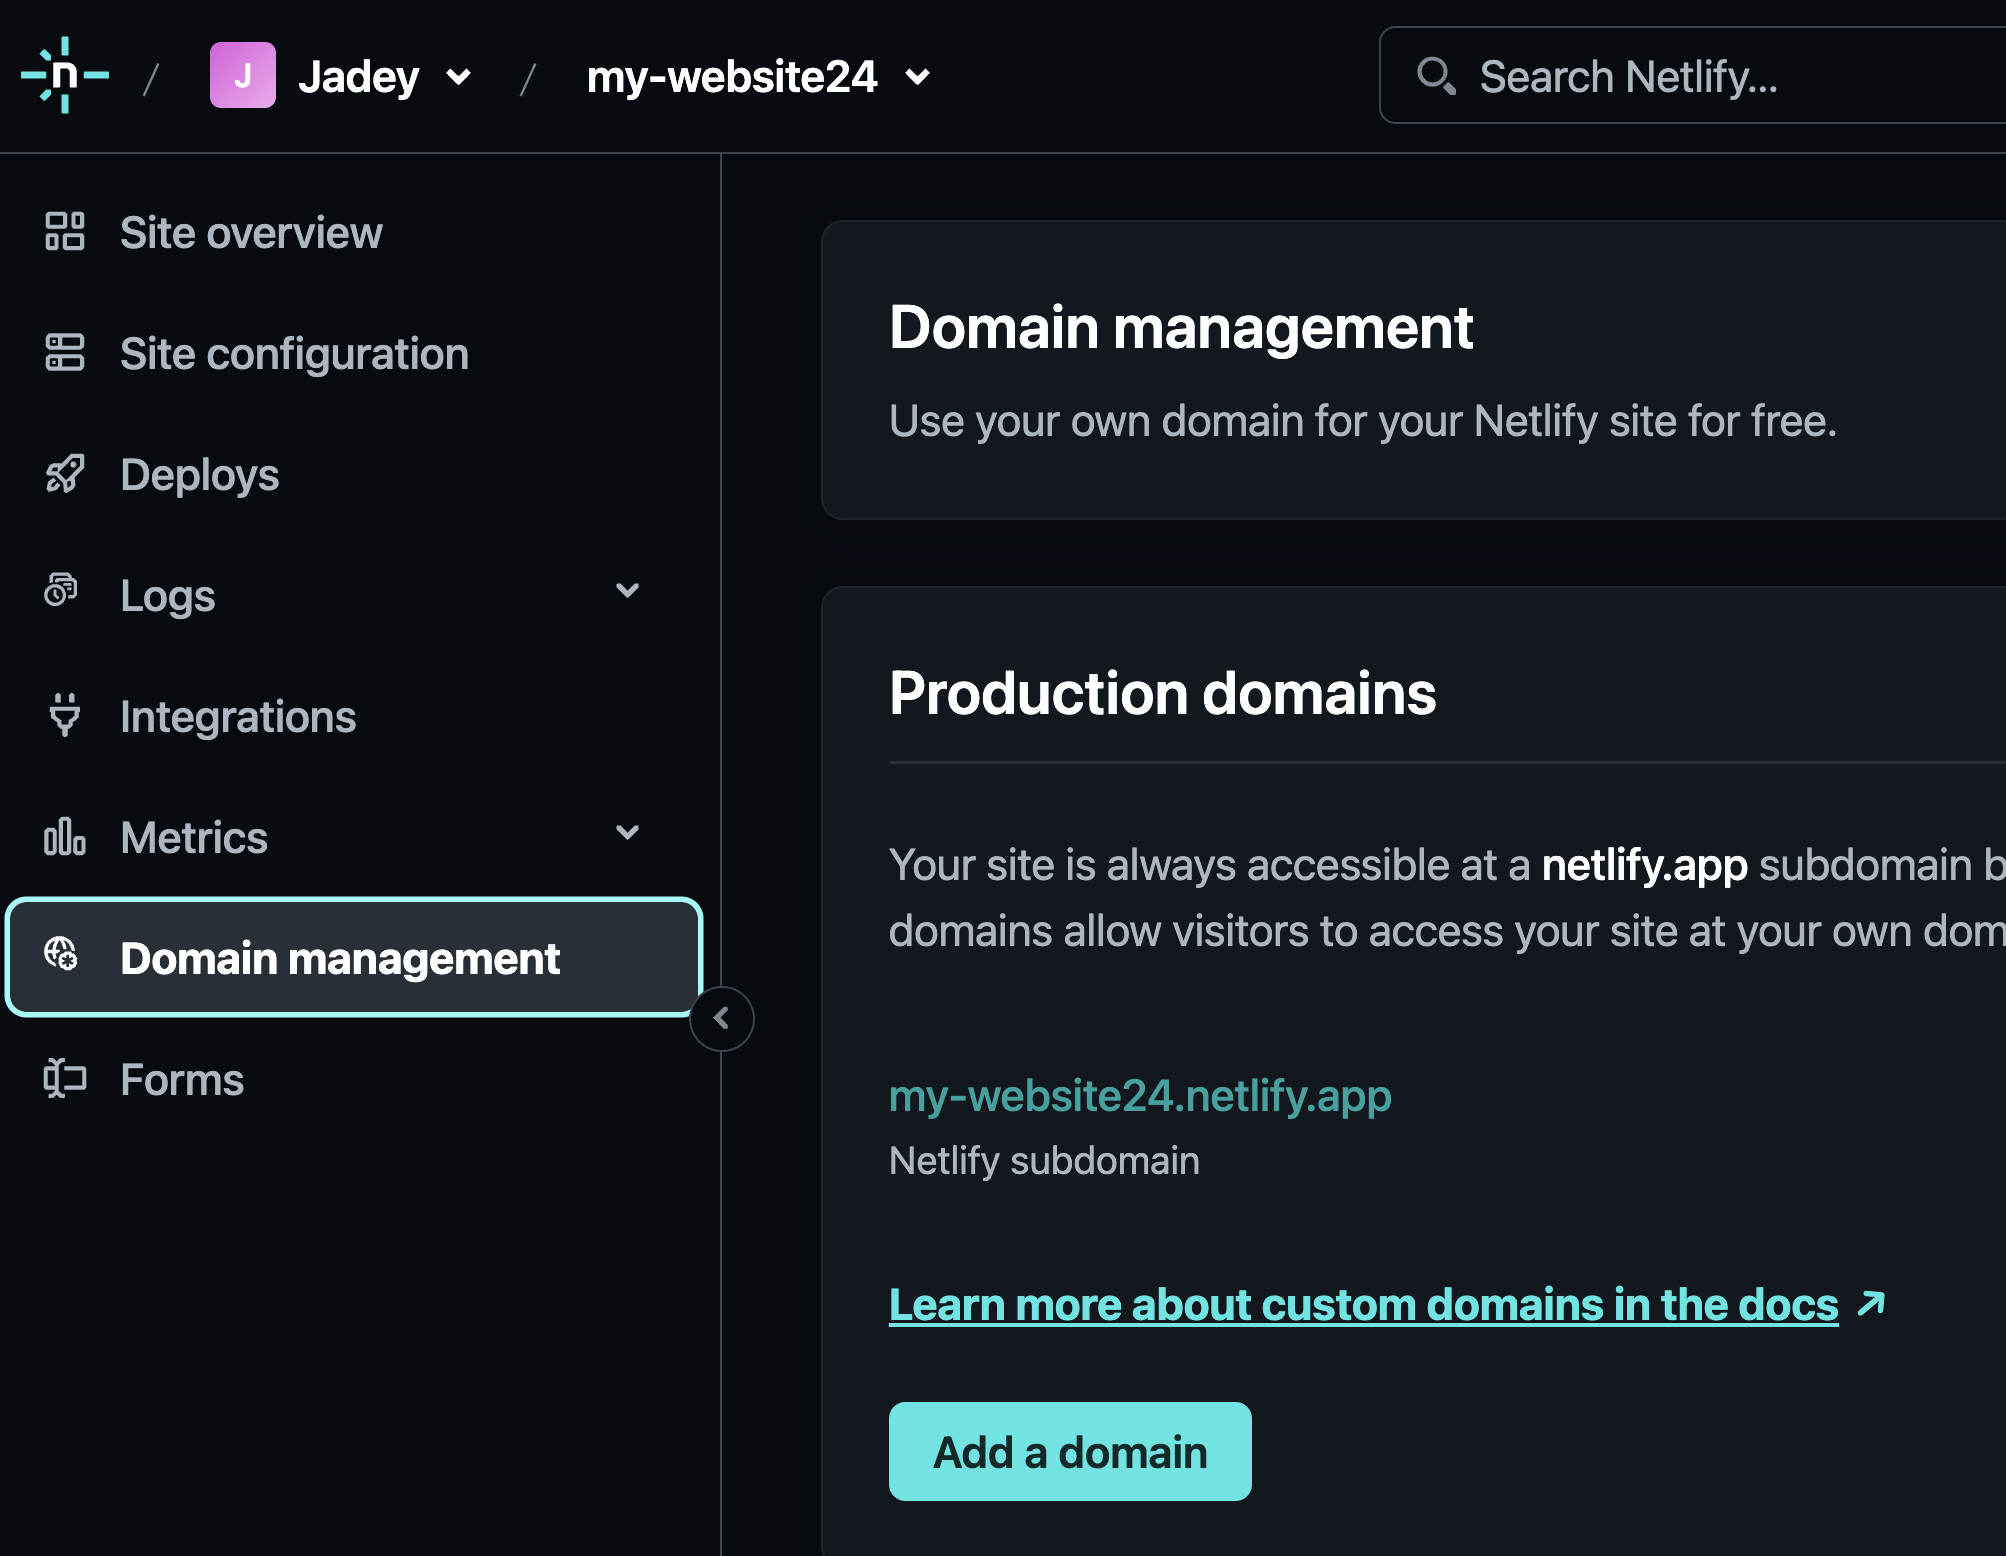 n / J Jadey / my-website24 Search Netlify...
Site overview
Site configuration
Deploys
Logs
Integrations
Metrics
Domain management
Forms
Domain management
Use your own domain for your Netlify site for free.
Production domains
Your site is always accessible at a netlify.app subdomain b
domains allow visitors to access your site at your own dom
my-website24.netlify.app
Netlify subdomain
Learn more about custom domains in the docs
Add a domain